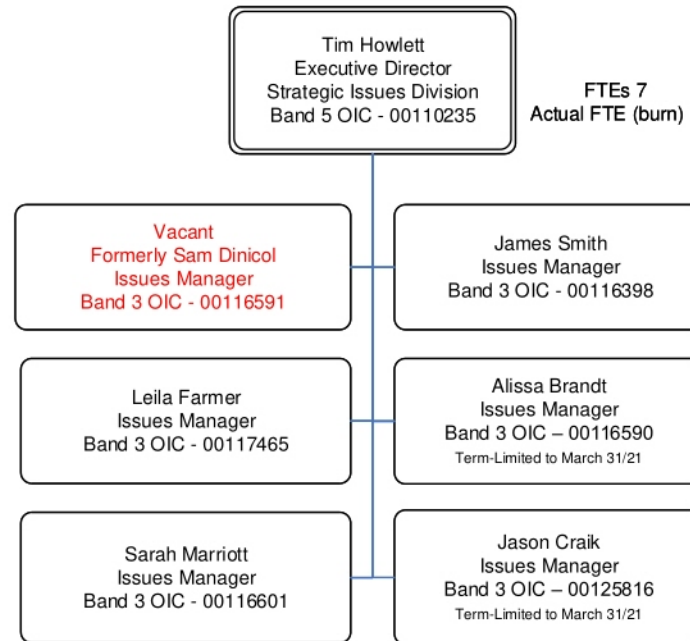 Tim Howlett
Executive Director
Strategic Issues Division
Band 5 OIC - 00110235
FTEs 7
Actual FTE (burn)
Vacant
Formerly Sam Dinicol
Issues Manager
Band 3 OIC - 00116591
James Smith
Issues Manager
Band 3 OIC - 00116398
Leila Farmer
Issues Manager
Band 3 OIC - 00117465
Alissa Brandt
Issues Manager
Band 3 OIC – 00116590
Term-Limited to March 31/21
Sarah Marriott
Issues Manager
Band 3 OIC - 00116601
Jason Craik
Issues Manager
Band 3 OIC – 00125816
Term-Limited to March 31/21